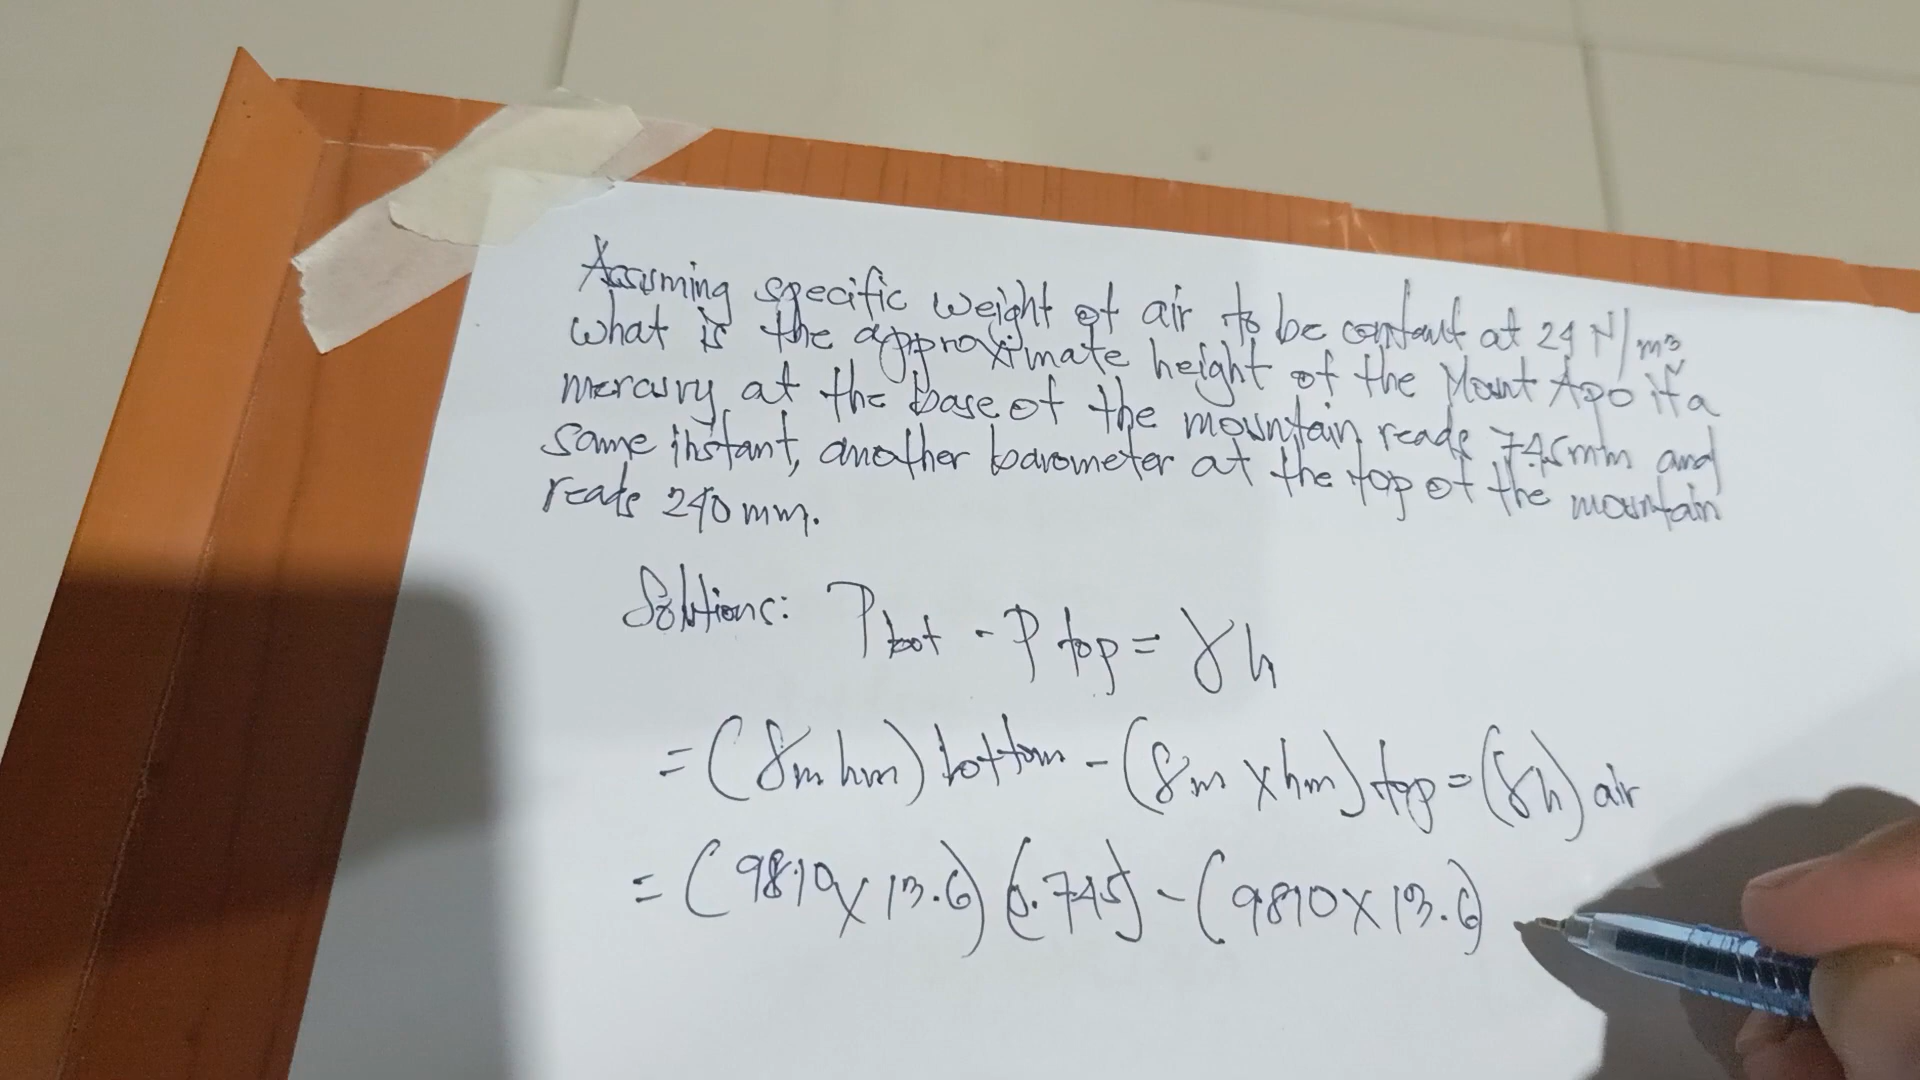 Assuming specific weight of air to be contant at 24 N/m3,
what is the approximate height of the Mount Apo if a
mercury at the base of the mountain reads 745mm and
same instant, another barometer at the top of the mountain
reads 240 mm.
Solutions: Pbot - P top = γh
= (γm hm) bottom - (γm x hm) top = (γh) air
= (9810 x 13.6) (0.745) - (9810 x 13.6)